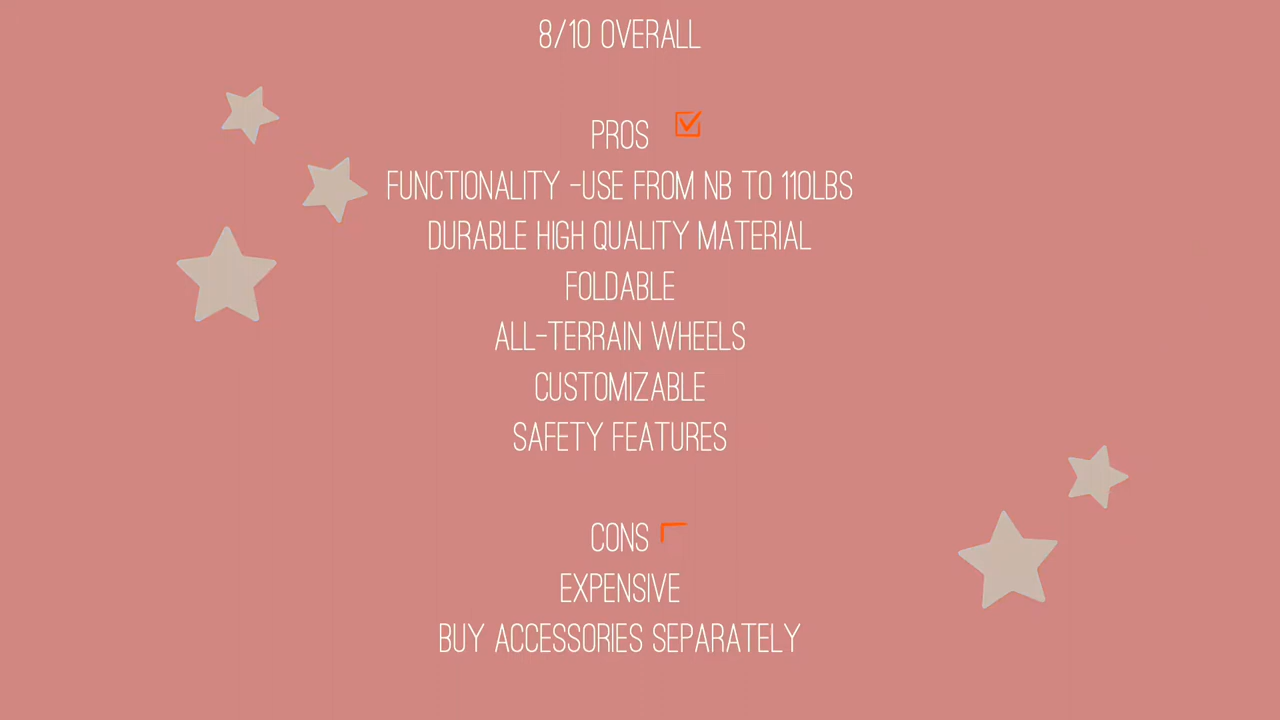 8/10 OVERALL
PROS
FUNCTIONALITY -USE FROM NB TO 110LBS
DURABLE HIGH QUALITY MATERIAL
FOLDABLE
ALL-TERRAIN WHEELS
CUSTOMIZABLE
SAFETY FEATURES
CONS
EXPENSIVE
BUY ACCESSORIES SEPARATELY